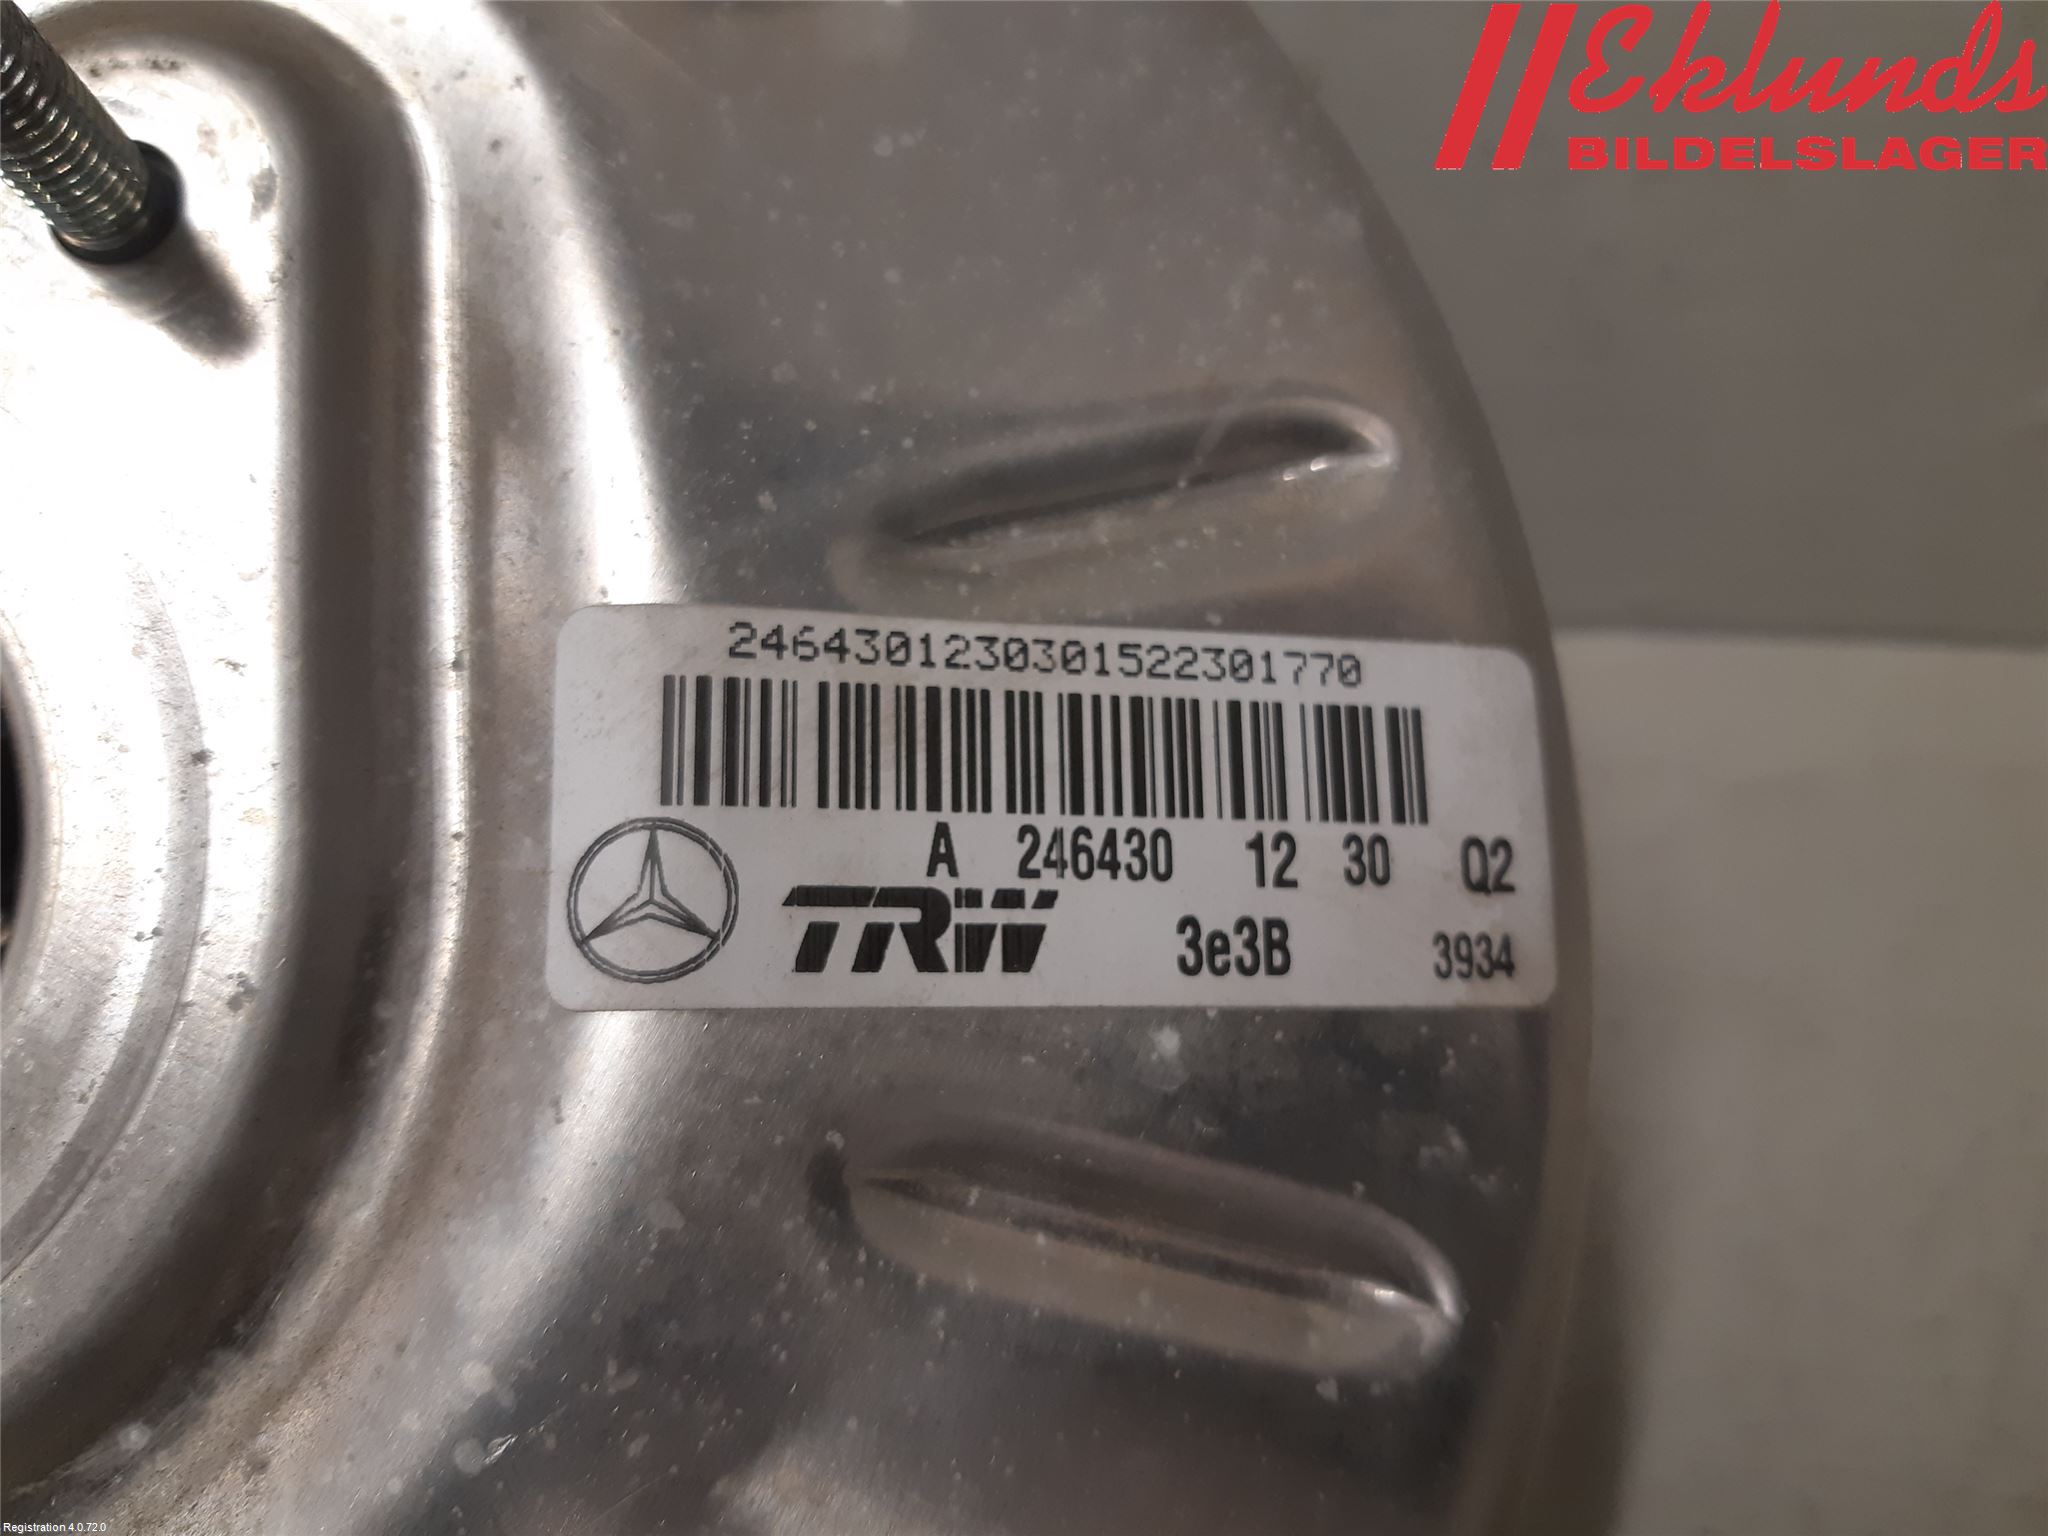 Eklunds
BILDELSLAGER
2464301230301522301770
A 246430 12 30 Q2
TRW 3e3B 3934
Registration 4.0.72.0